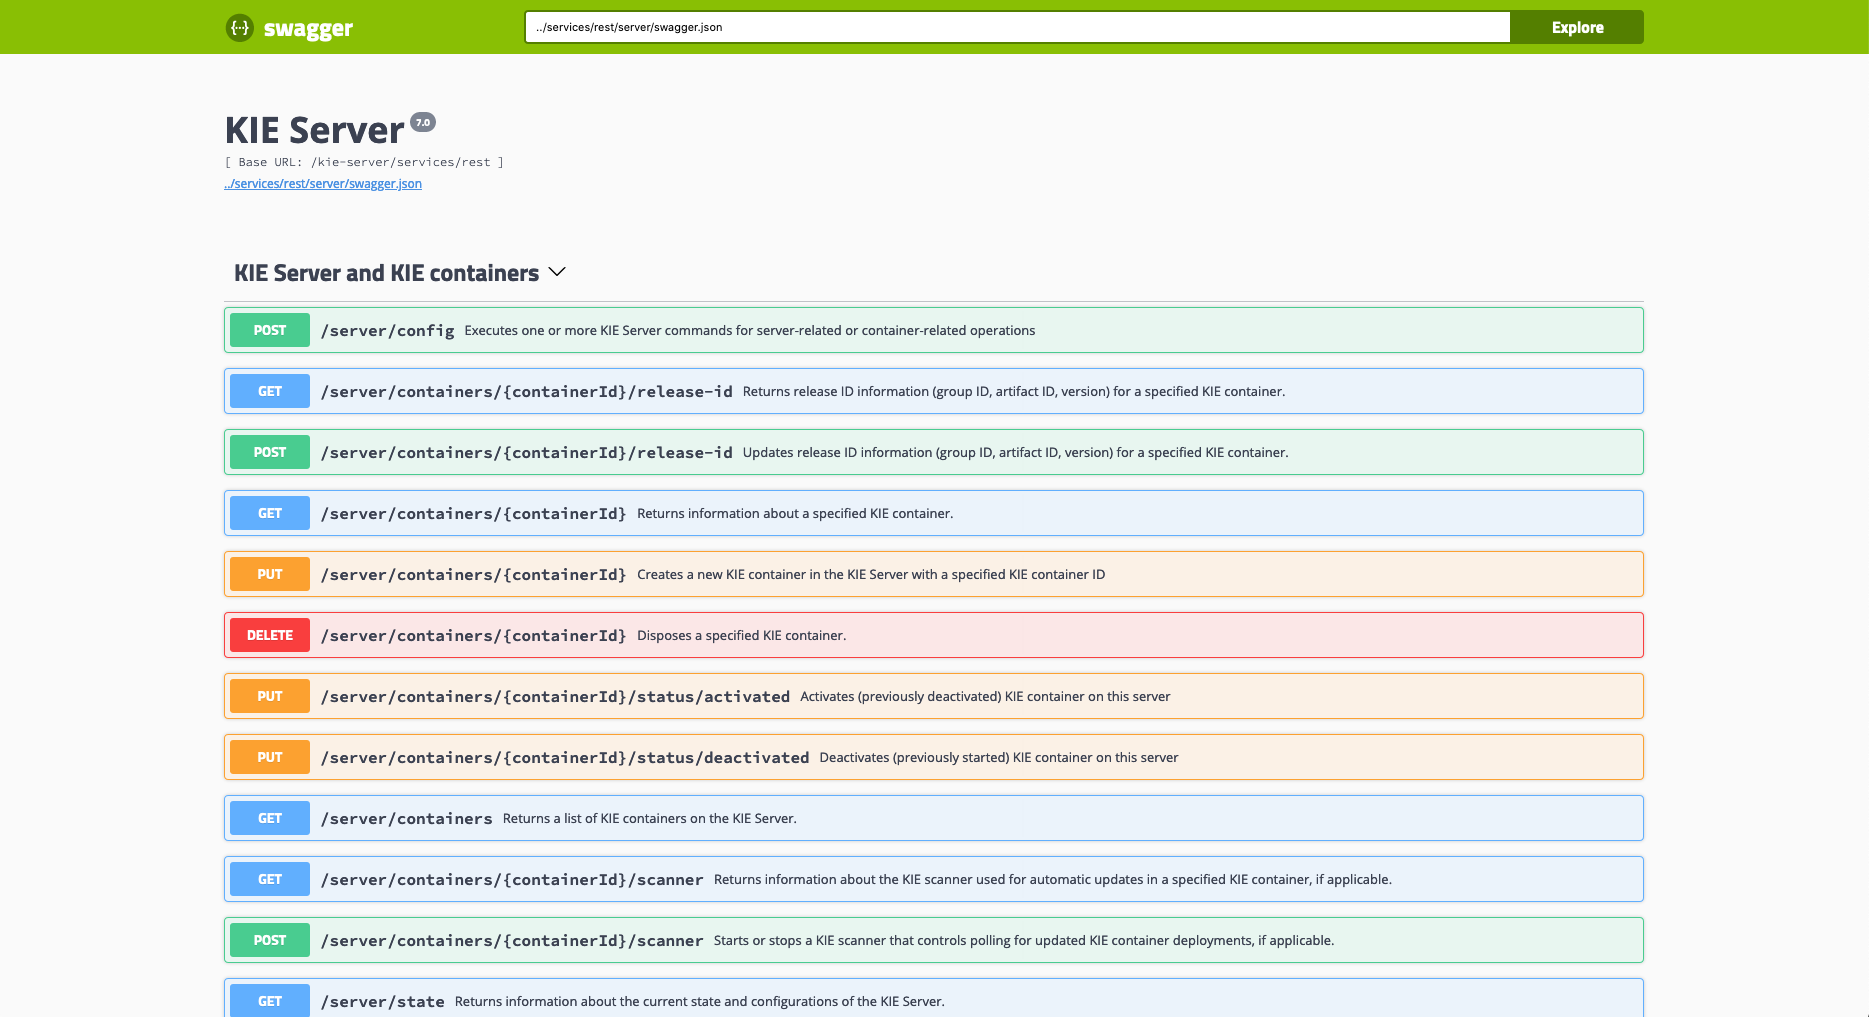 {···} swagger ../services/rest/server/swagger.json Explore
KIE Server 7.0
[ Base URL: /kie-server/services/rest ]
../services/rest/server/swagger.json
KIE Server and KIE containers
POST /server/config Executes one or more KIE Server commands for server-related or container-related operations
GET /server/containers/{containerId}/release-id Returns release ID information (group ID, artifact ID, version) for a specified KIE container.
POST /server/containers/{containerId}/release-id Updates release ID information (group ID, artifact ID, version) for a specified KIE container.
GET /server/containers/{containerId} Returns information about a specified KIE container.
PUT /server/containers/{containerId} Creates a new KIE container in the KIE Server with a specified KIE container ID
DELETE /server/containers/{containerId} Disposes a specified KIE container.
PUT /server/containers/{containerId}/status/activated Activates (previously deactivated) KIE container on this server
PUT /server/containers/{containerId}/status/deactivated Deactivates (previously started) KIE container on this server
GET /server/containers Returns a list of KIE containers on the KIE Server.
GET /server/containers/{containerId}/scanner Returns information about the KIE scanner used for automatic updates in a specified KIE container, if applicable.
POST /server/containers/{containerId}/scanner Starts or stops a KIE scanner that controls polling for updated KIE container deployments, if applicable.
GET /server/state Returns information about the current state and configurations of the KIE Server.